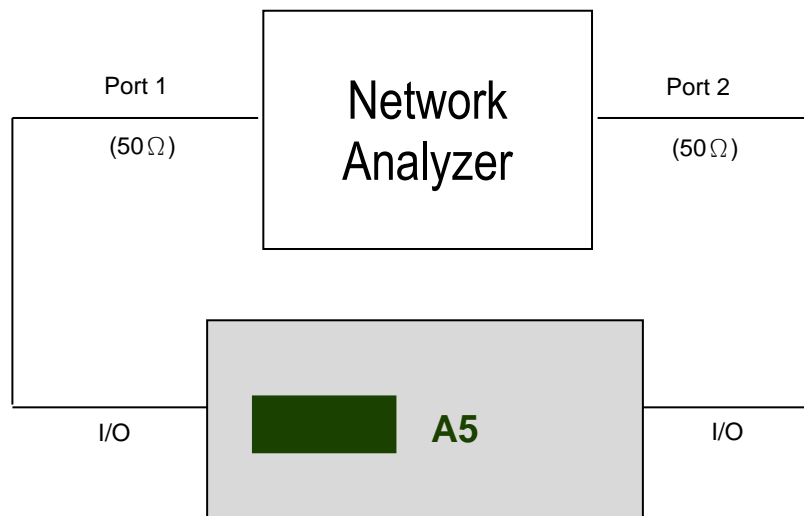 Port 1
Network
Analyzer
Port 2
(50Ω)
(50Ω)
A5
I/O
I/O